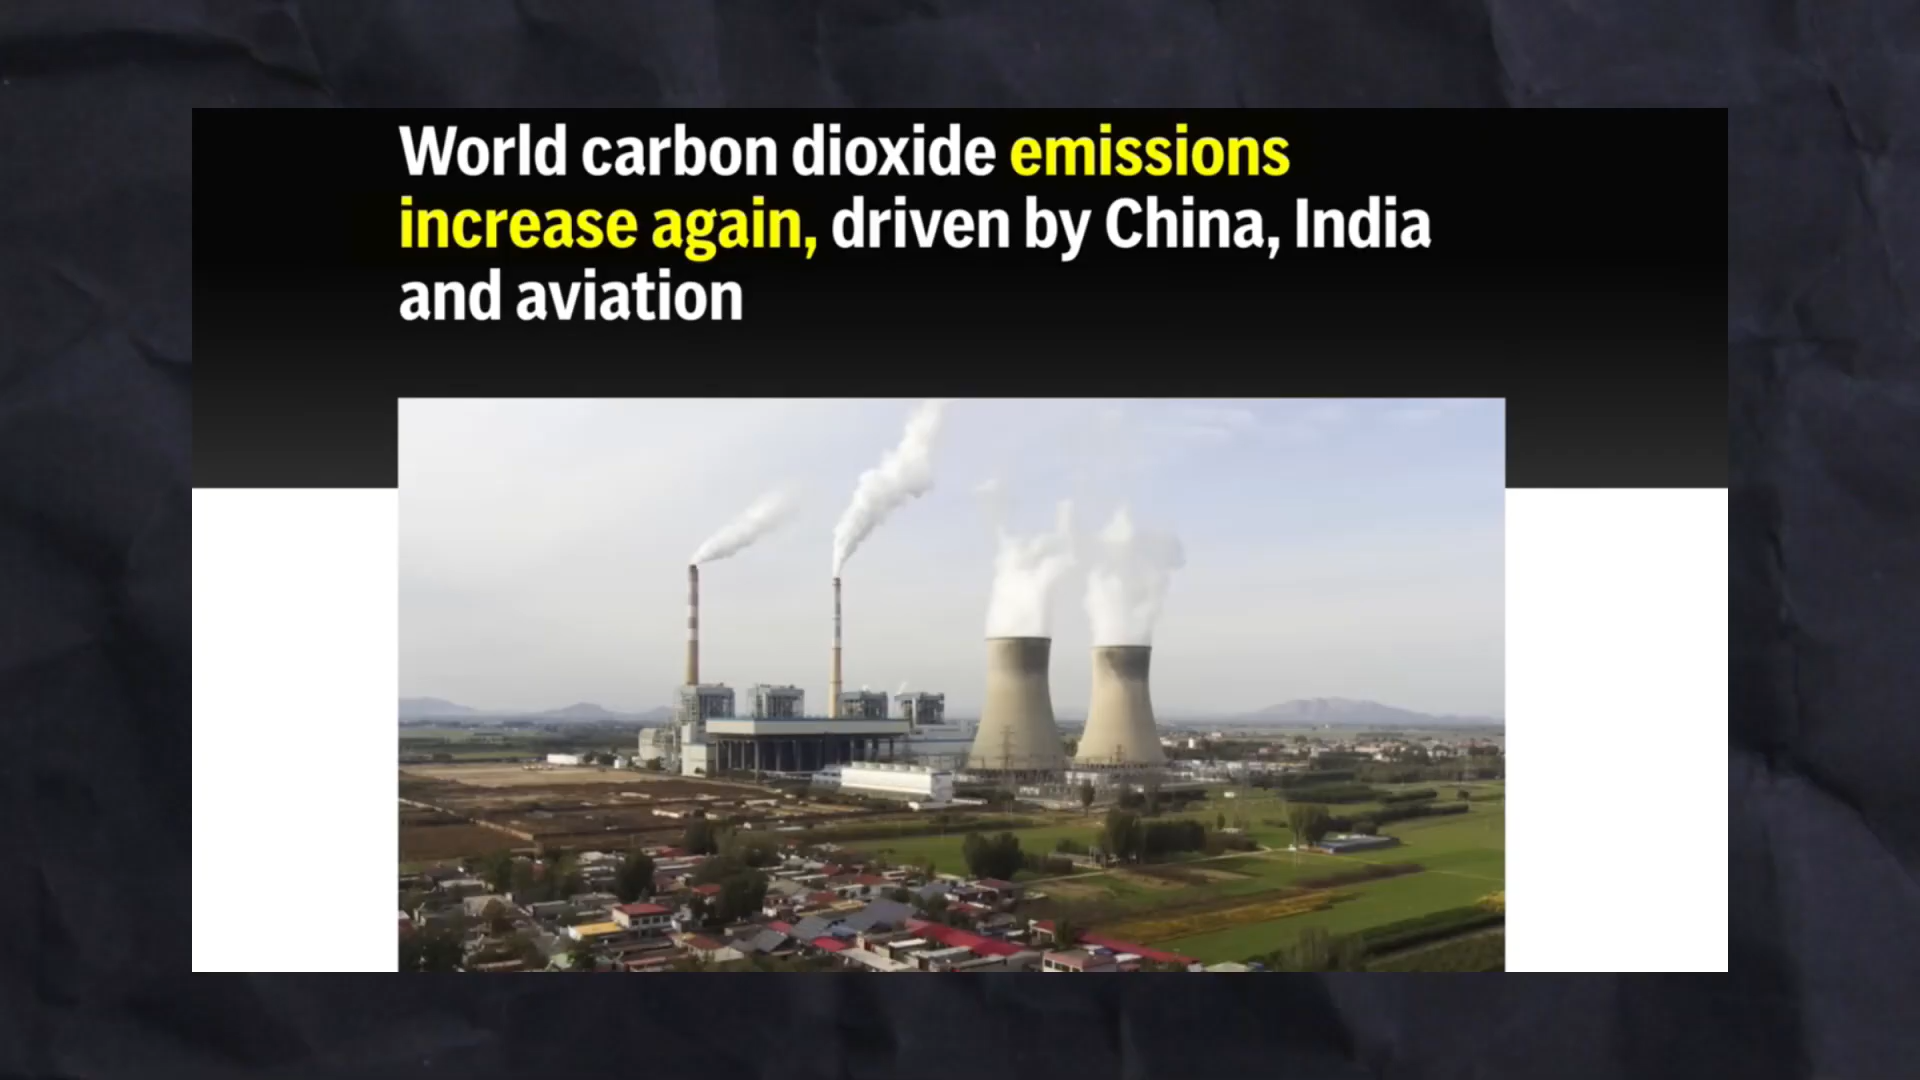 World carbon dioxide emissions
increase again, driven by China, India
and aviation